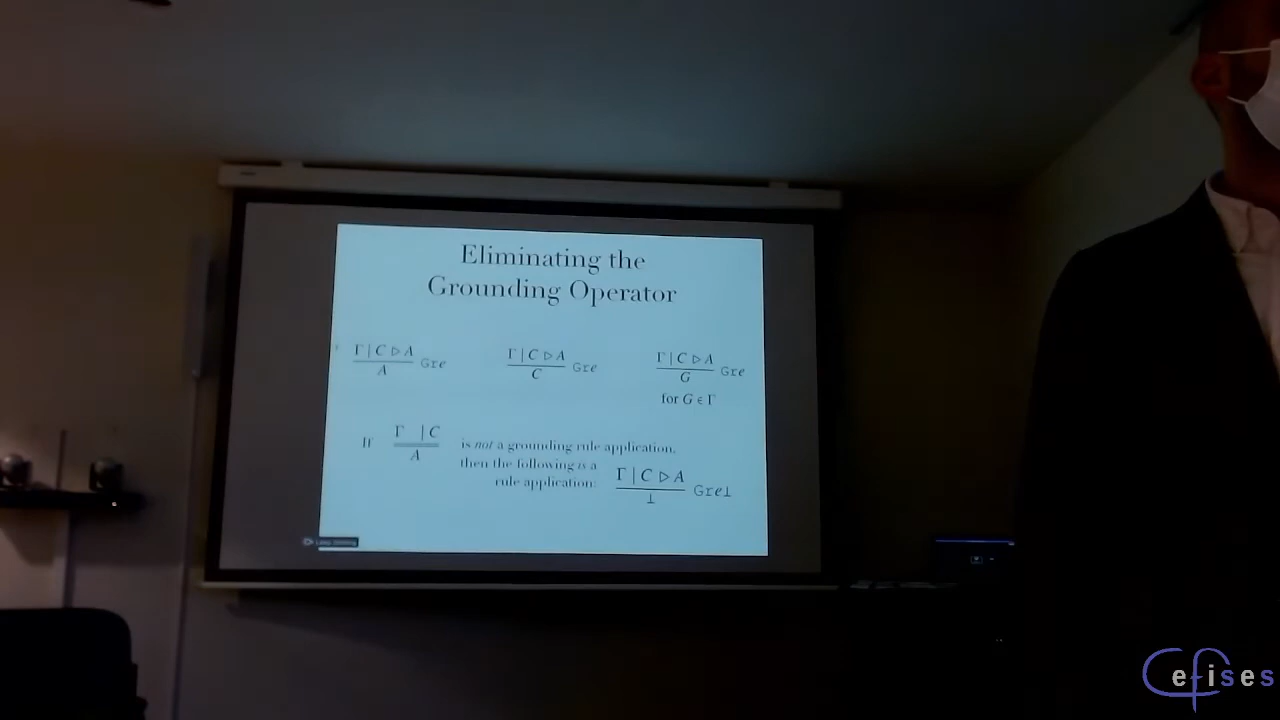 Eliminating the
Grounding Operator
Γ | C ▷ A
A
Gre
Γ | C ▷ A
C
Gre
Γ | C ▷ A
G
Gre
for G ∈ Γ
If
Γ | C
A
is not a grounding rule application,
then the following is a
rule application:
Γ | C ▷ A
⊥
Gre⊥
Cefises